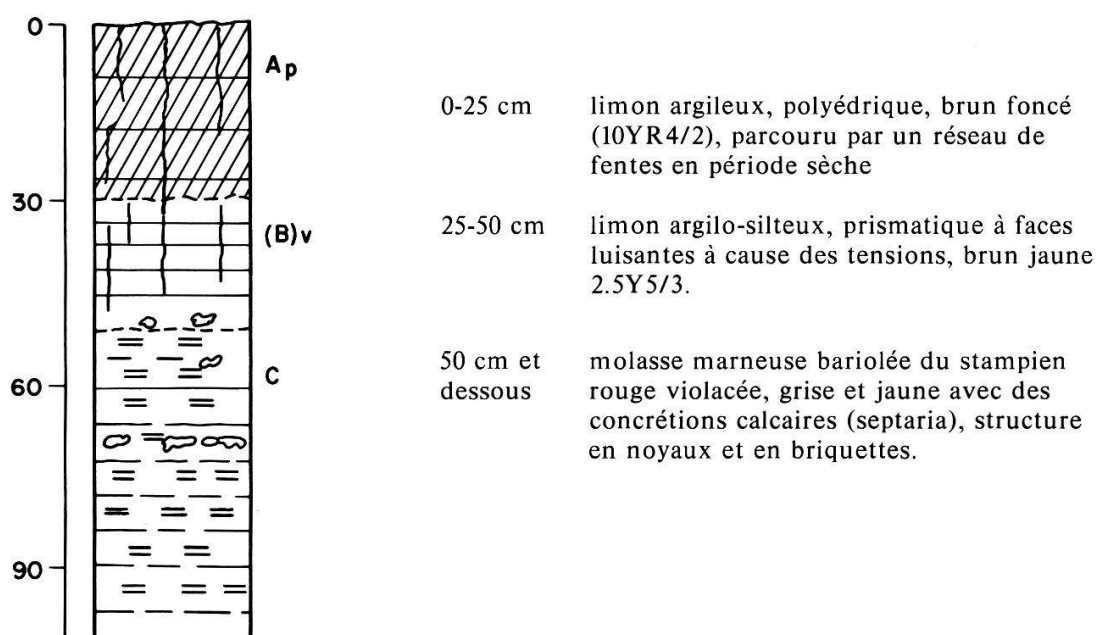 0
Ap
30
(B)v
C
60
90
0-25 cm limon argileux, polyédrique, brun foncé
(10YR4/2), parcouru par un réseau de
fentes en période sèche
25-50 cm limon argilo-silteux, prismatique à faces
luisantes à cause des tensions, brun jaune
2.5Y5/3.
50 cm et molasse marneuse bariolée du stampien
dessous rouge violacée, grise et jaune avec des
concrétions calcaires (septaria), structure
en noyaux et en briquettes.